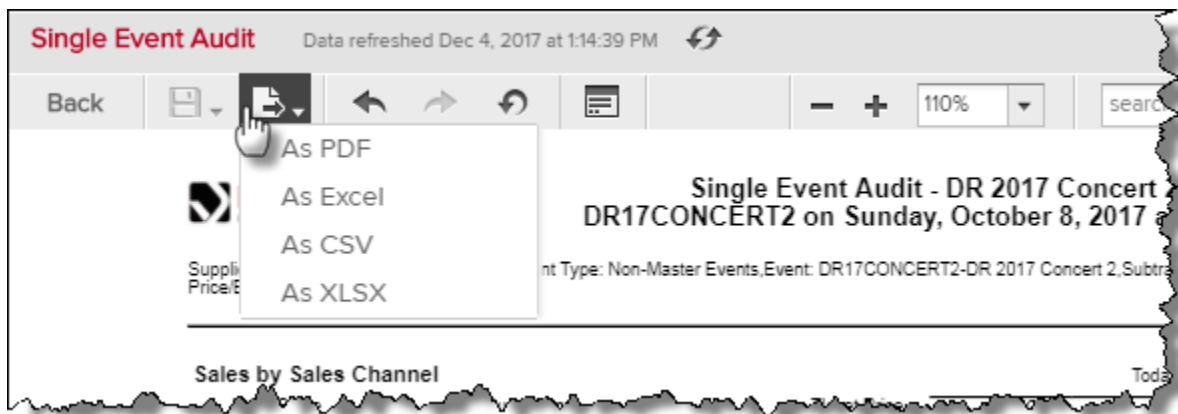 Single Event Audit Data refreshed Dec 4, 2017 at 1:14:39 PM
Back 110% search
As PDF
As Excel
As CSV
As XLSX
Single Event Audit - DR 2017 Concert
DR17CONCERT2 on Sunday, October 8, 2017
Type: Non-Master Events,Event: DR17CONCERT2-DR 2017 Concert 2,
Price/
Sales by Sales Channel